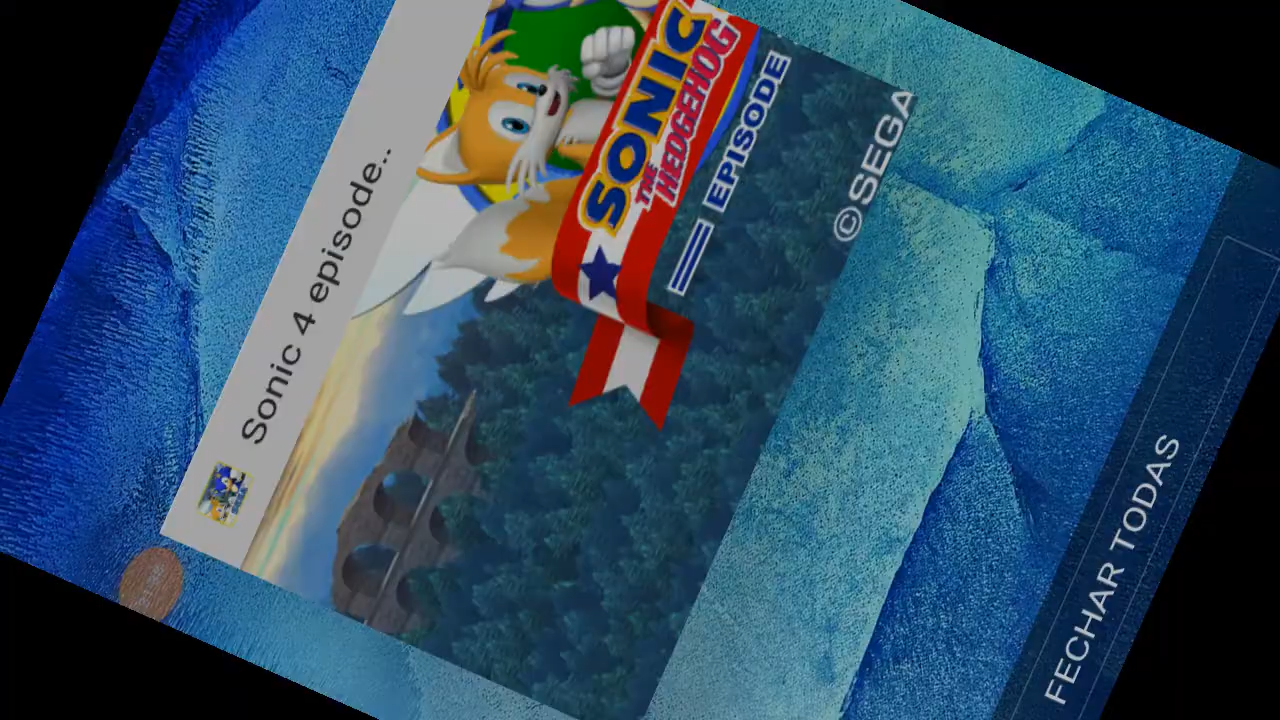 Sonic 4 episode..
SONIC
THE
HEDGEHOG
EPISODE
©SEGA
FECHAR TODAS